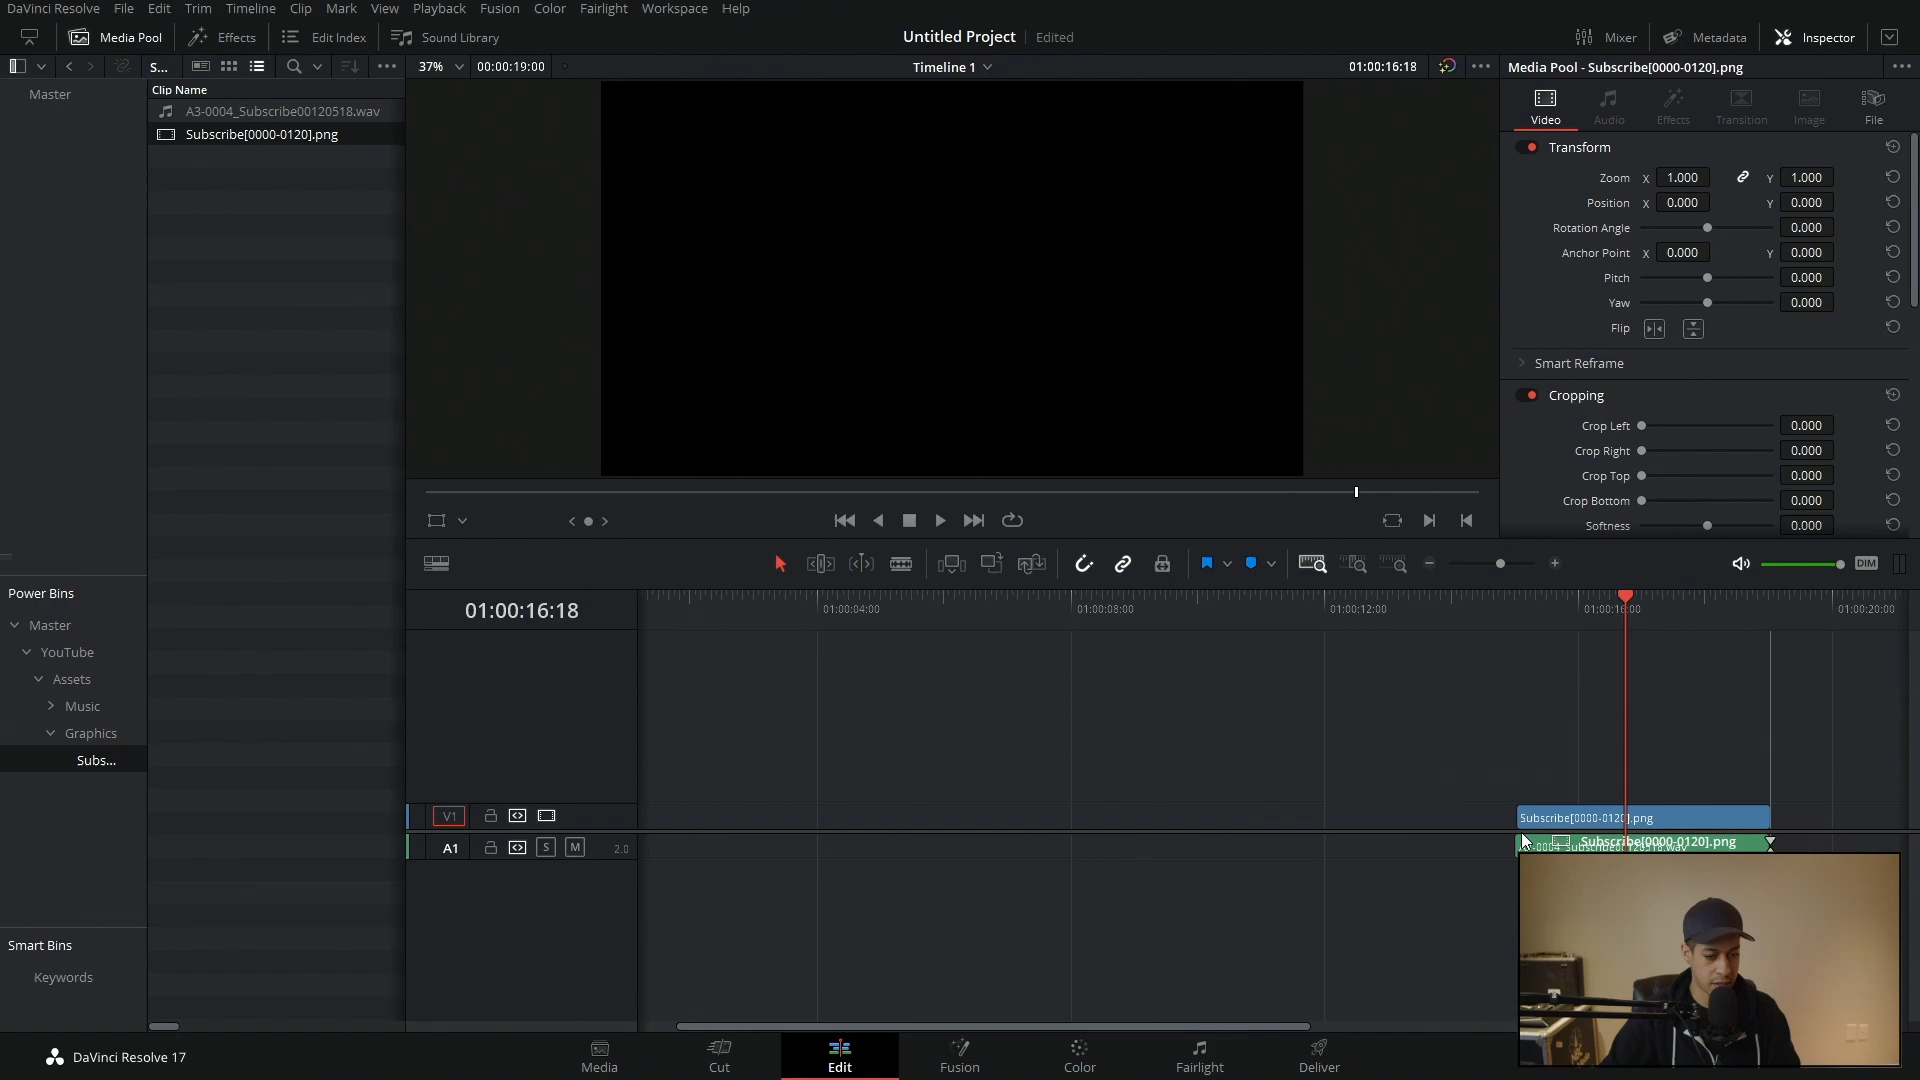 DaVinci Resolve File Edit Trim Timeline Clip Mark View Playback Fusion Color Fairlight Workspace Help
Media Pool Effects Edit Index Sound Library Untitled Project Edited Mixer Metadata Inspector
S... 37% 00:00:19:00 Timeline 1 01:00:16:18 Media Pool - Subscribe[0000-0120].png
Master
Clip Name
A3-0004_Subscribe00120518.wav
Subscribe[0000-0120].png
Video Audio Effects Transition Image File
Transform
Zoom X 1.000 Y 1.000
Position X 0.000 Y 0.000
Rotation Angle 0.000
Anchor Point X 0.000 Y 0.000
Pitch 0.000
Yaw 0.000
Flip
Smart Reframe
Cropping
Crop Left 0.000
Crop Right 0.000
Crop Top 0.000
Crop Bottom 0.000
Softness 0.000
DIM
Power Bins
Master
YouTube
Assets
Music
Graphics
Subs...
Smart Bins
Keywords
01:00:16:18
01:00:04:00 01:00:08:00 01:00:12:00 01:00:16:00 01:00:20:00
V1
Subscribe[0000-0120].png
A1 S M 2.0
Subscribe[0000-0120].png
DaVinci Resolve 17
Media Cut Edit Fusion Color Fairlight Deliver